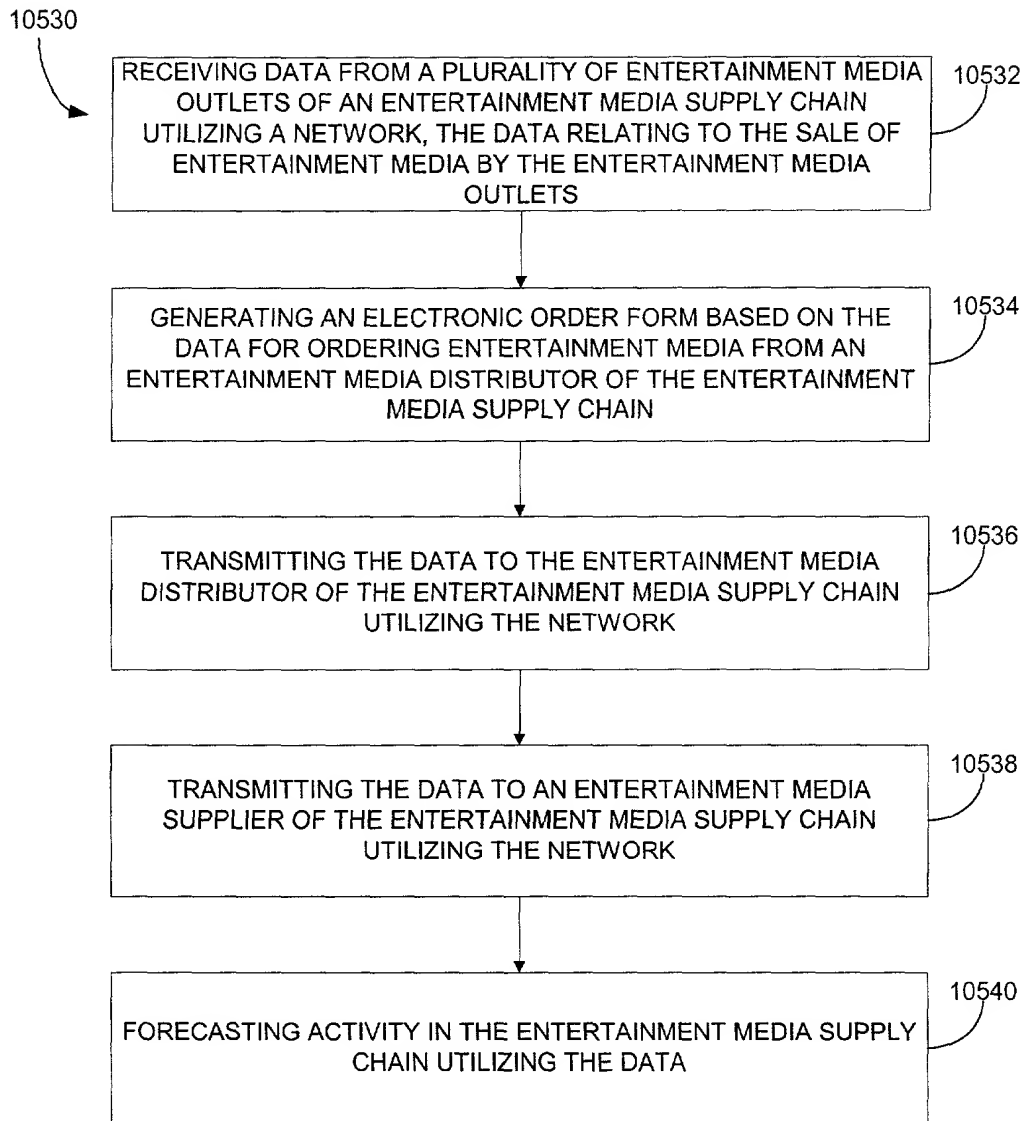 10530
RECEIVING DATA FROM A PLURALITY OF ENTERTAINMENT MEDIA
OUTLETS OF AN ENTERTAINMENT MEDIA SUPPLY CHAIN
UTILIZING A NETWORK, THE DATA RELATING TO THE SALE OF
ENTERTAINMENT MEDIA BY THE ENTERTAINMENT MEDIA
OUTLETS
10532
GENERATING AN ELECTRONIC ORDER FORM BASED ON THE
DATA FOR ORDERING ENTERTAINMENT MEDIA FROM AN
ENTERTAINMENT MEDIA DISTRIBUTOR OF THE ENTERTAINMENT
MEDIA SUPPLY CHAIN
10534
TRANSMITTING THE DATA TO THE ENTERTAINMENT MEDIA
DISTRIBUTOR OF THE ENTERTAINMENT MEDIA SUPPLY CHAIN
UTILIZING THE NETWORK
10536
TRANSMITTING THE DATA TO AN ENTERTAINMENT MEDIA
SUPPLIER OF THE ENTERTAINMENT MEDIA SUPPLY CHAIN
UTILIZING THE NETWORK
10538
FORECASTING ACTIVITY IN THE ENTERTAINMENT MEDIA SUPPLY
CHAIN UTILIZING THE DATA
10540